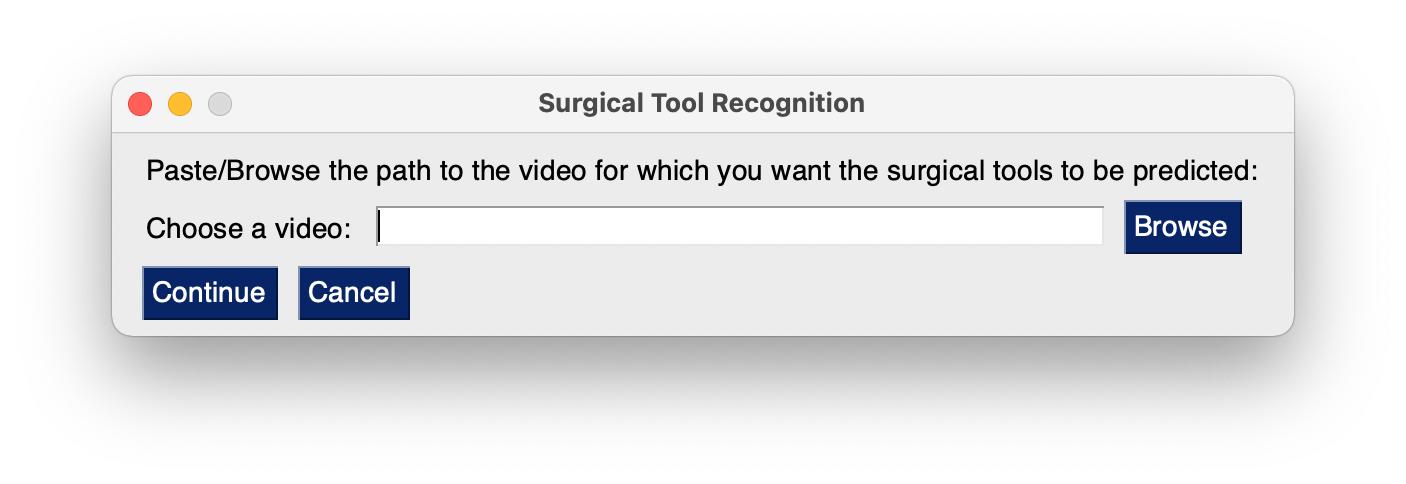 Surgical Tool Recognition
Paste/Browse the path to the video for which you want the surgical tools to be predicted:
Choose a video: Browse
Continue Cancel